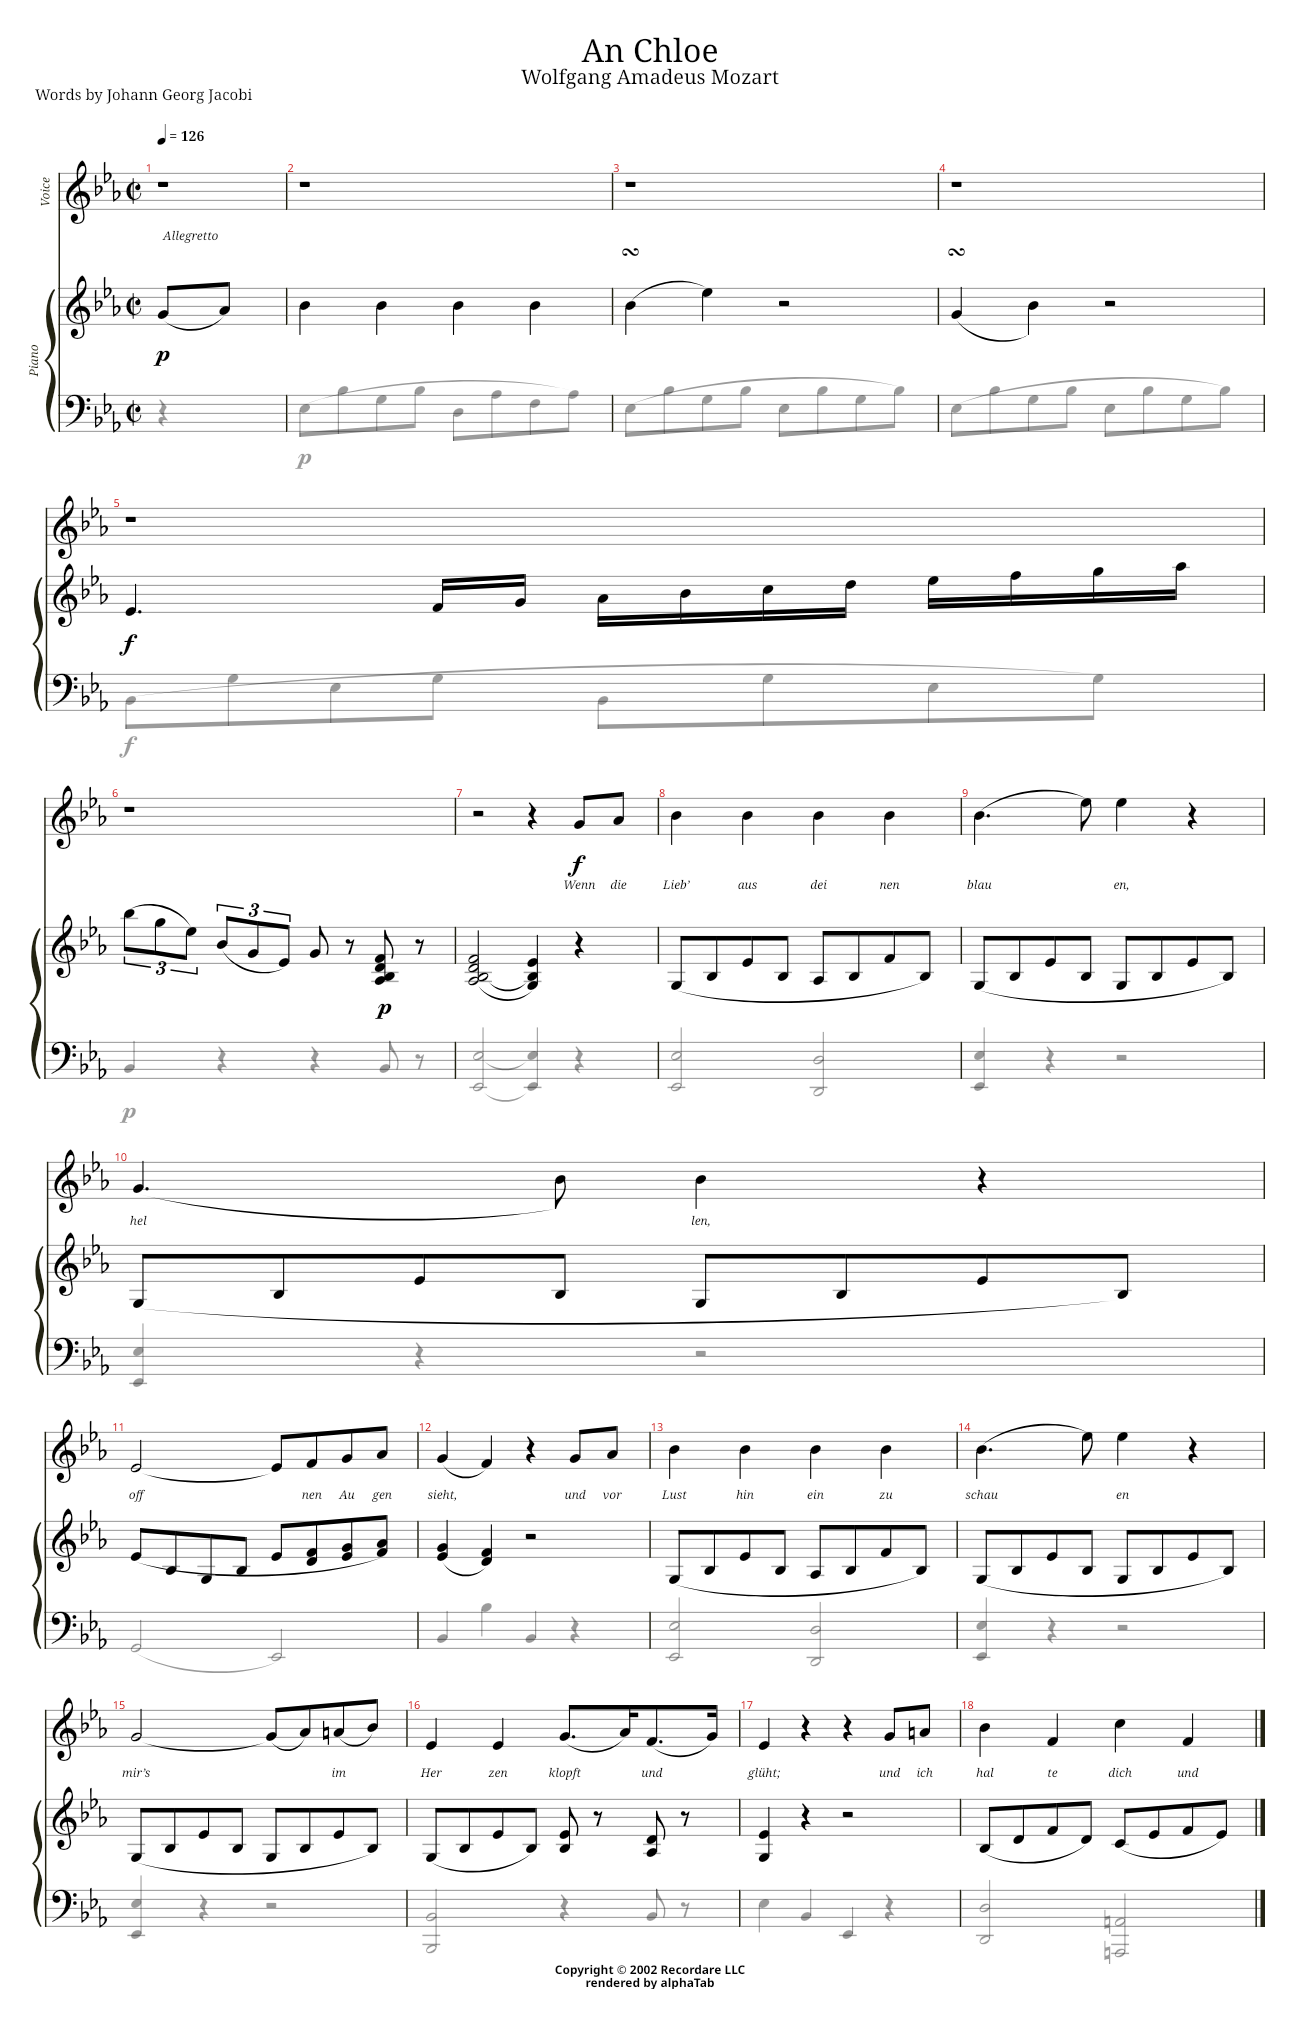 An Chloe
Wolfgang Amadeus Mozart
Words by Johann Georg Jacobi
= 126
1 2 3 4
Voice
Allegretto
p
Piano
p
5
f
f
6 7 8 9
f
Wenn die Lieb’ aus dei nen blau en,
3 3
p
p
10
hel len,
11 12 13 14
off nen Au gen sieht, und vor Lust hin ein zu schau en
15 16 17 18
mir’s im Her zen klopft und glüht; und ich hal te dich und
Copyright © 2002 Recordare LLC
rendered by alphaTab